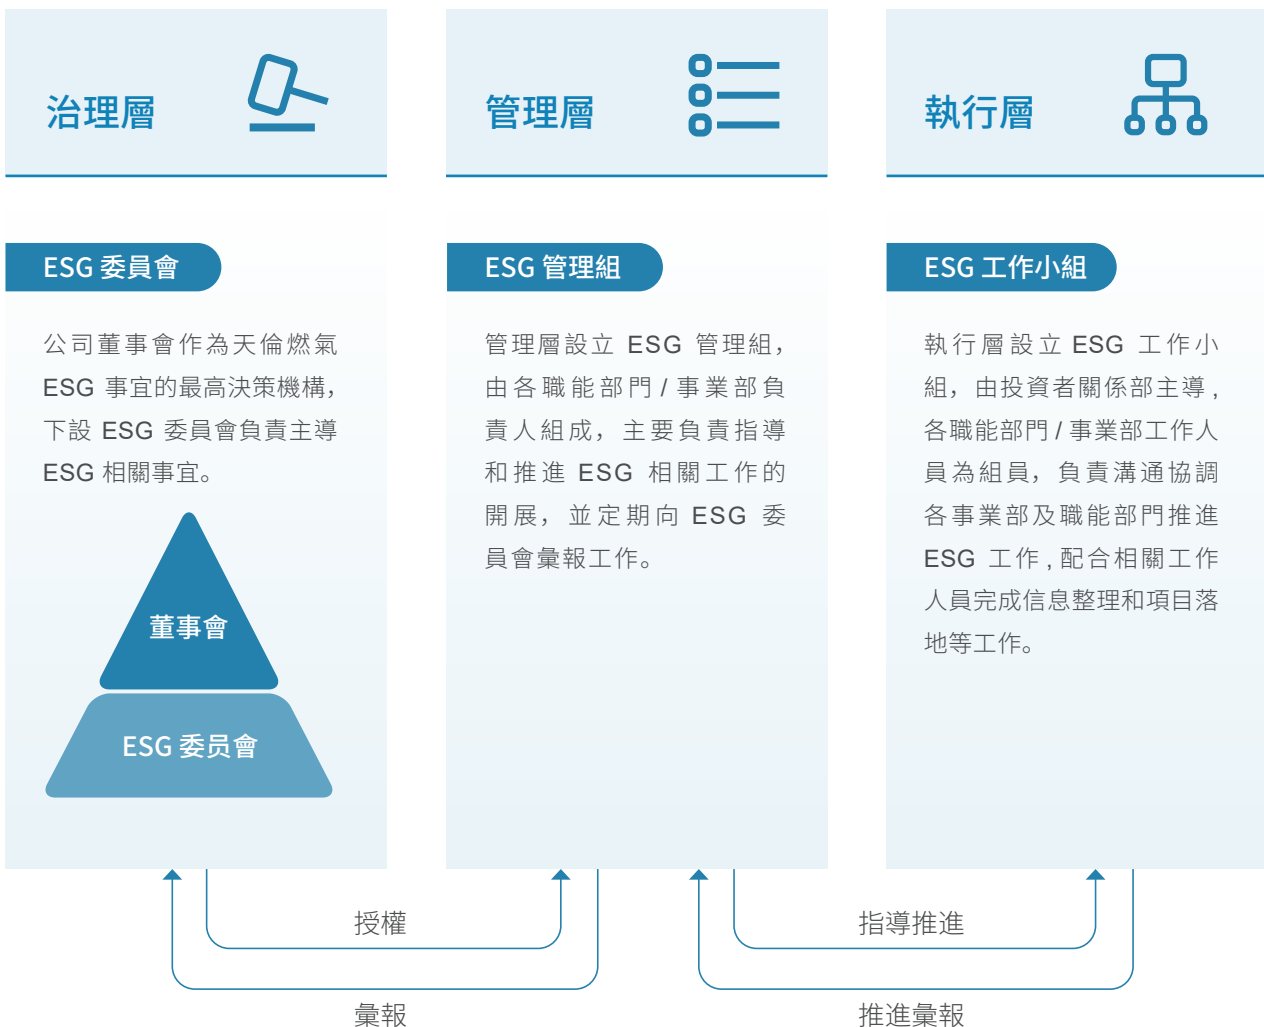 治理層
ESG 委員會
公司董事會作為天倫燃氣
ESG 事宜的最高決策機構，
下設 ESG 委員會負責主導
ESG 相關事宜。
董事會
ESG 委员會
管理層
ESG 管理組
管理層設立 ESG 管理組，
由各職能部門 / 事業部負
責人組成，主要負責指導
和推進 ESG 相關工作的
開展，並定期向 ESG 委
員會彙報工作。
執行層
ESG 工作小組
執行層設立 ESG 工作小
組，由投資者關係部主導，
各職能部門 / 事業部工作人
員為組員，負責溝通協調
各事業部及職能部門推進
ESG 工作，配合相關工作
人員完成信息整理和項目落
地等工作。
授權
彙報
指導推進
推進彙報